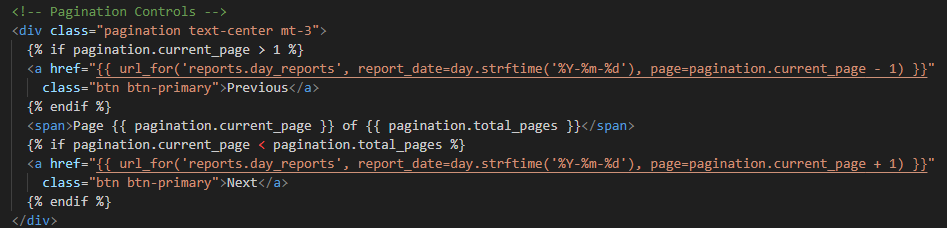 <!-- Pagination Controls -->
<div class="pagination text-center mt-3">
{% if pagination.current_page > 1 %}
<a href="{{ url_for('reports.day_reports', report_date=day.strftime('%Y-%m-%d'), page=pagination.current_page - 1) }}"
class="btn btn-primary">Previous</a>
{% endif %}
<span>Page {{ pagination.current_page }} of {{ pagination.total_pages }}</span>
{% if pagination.current_page < pagination.total_pages %}
<a href="{{ url_for('reports.day_reports', report_date=day.strftime('%Y-%m-%d'), page=pagination.current_page + 1) }}"
class="btn btn-primary">Next</a>
{% endif %}
</div>